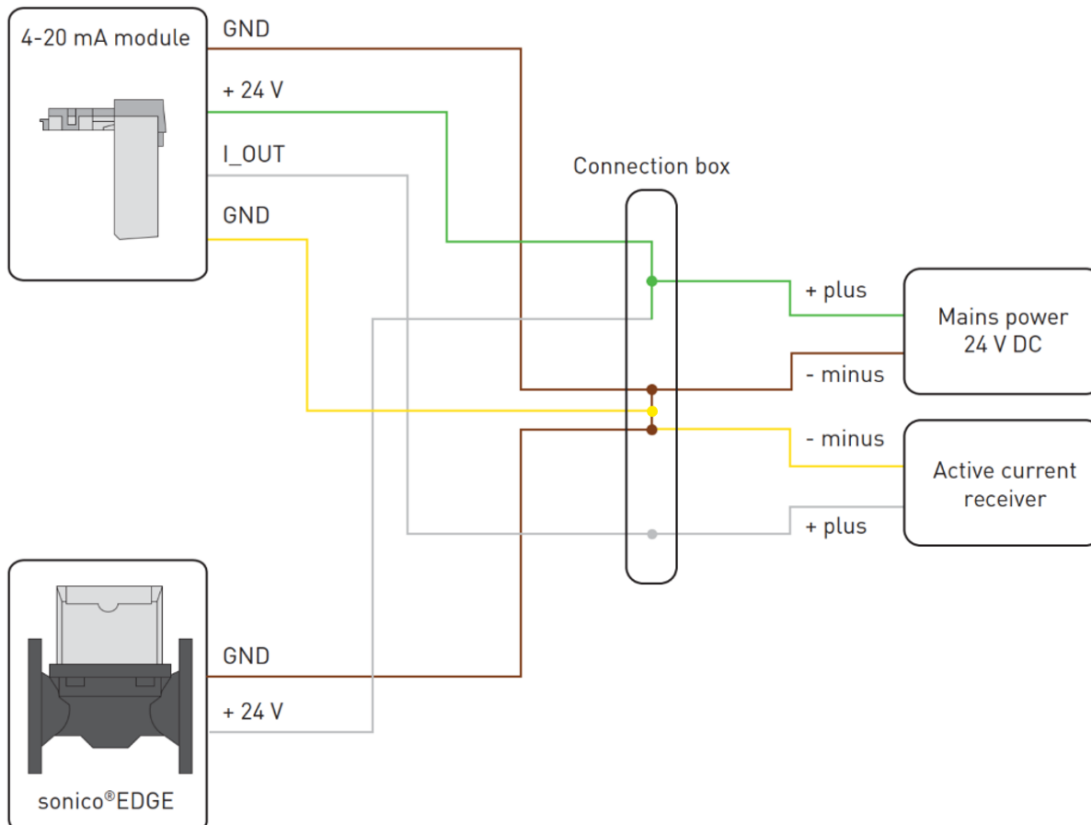 4-20 mA module
GND
+ 24 V
I_OUT
GND
Connection box
+ plus
Mains power
24 V DC
- minus
- minus
Active current
receiver
+ plus
GND
+ 24 V
sonico®EDGE